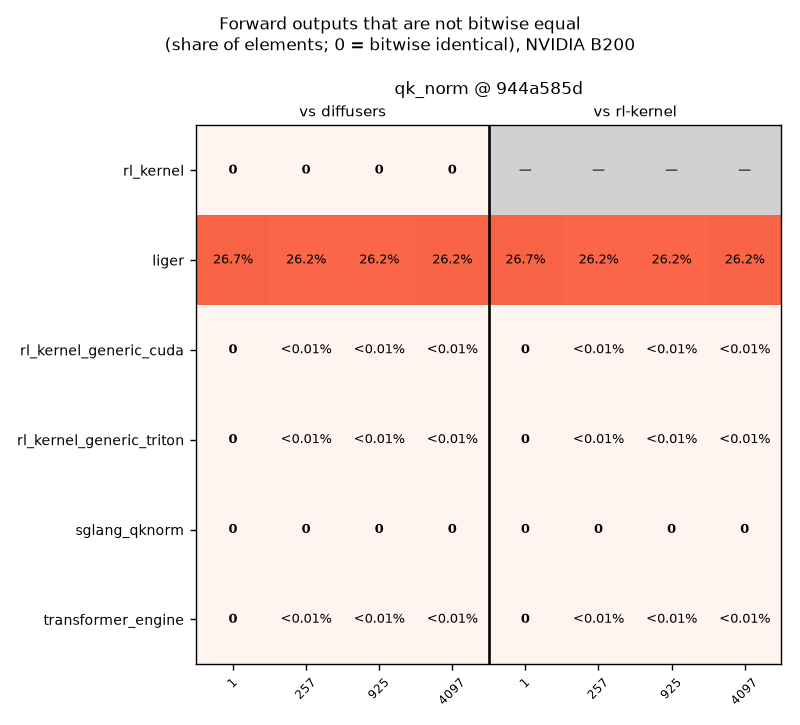 Forward outputs that are not bitwise equal
(share of elements; 0 = bitwise identical), NVIDIA B200
qk_norm @ 944a585d
vs diffusers vs rl-kernel
rl_kernel 0 0 0 0 — — — —
liger 26.7% 26.2% 26.2% 26.2% 26.7% 26.2% 26.2% 26.2%
rl_kernel_generic_cuda 0 <0.01% <0.01% <0.01% 0 <0.01% <0.01% <0.01%
rl_kernel_generic_triton 0 <0.01% <0.01% <0.01% 0 <0.01% <0.01% <0.01%
sglang_qknorm 0 0 0 0 0 0 0 0
transformer_engine 0 <0.01% <0.01% <0.01% 0 <0.01% <0.01% <0.01%
1 257 925 4097 1 257 925 4097